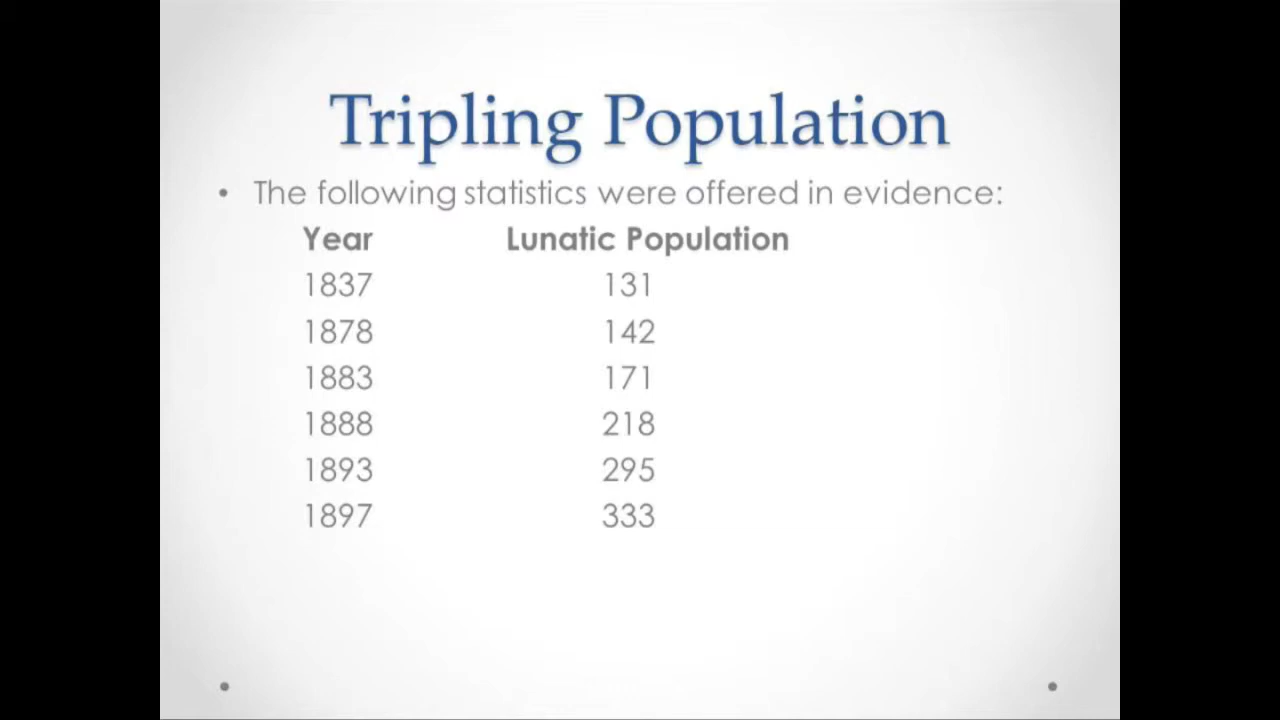 Tripling Population
• The following statistics were offered in evidence:
Year Lunatic Population
1837 131
1878 142
1883 171
1888 218
1893 295
1897 333